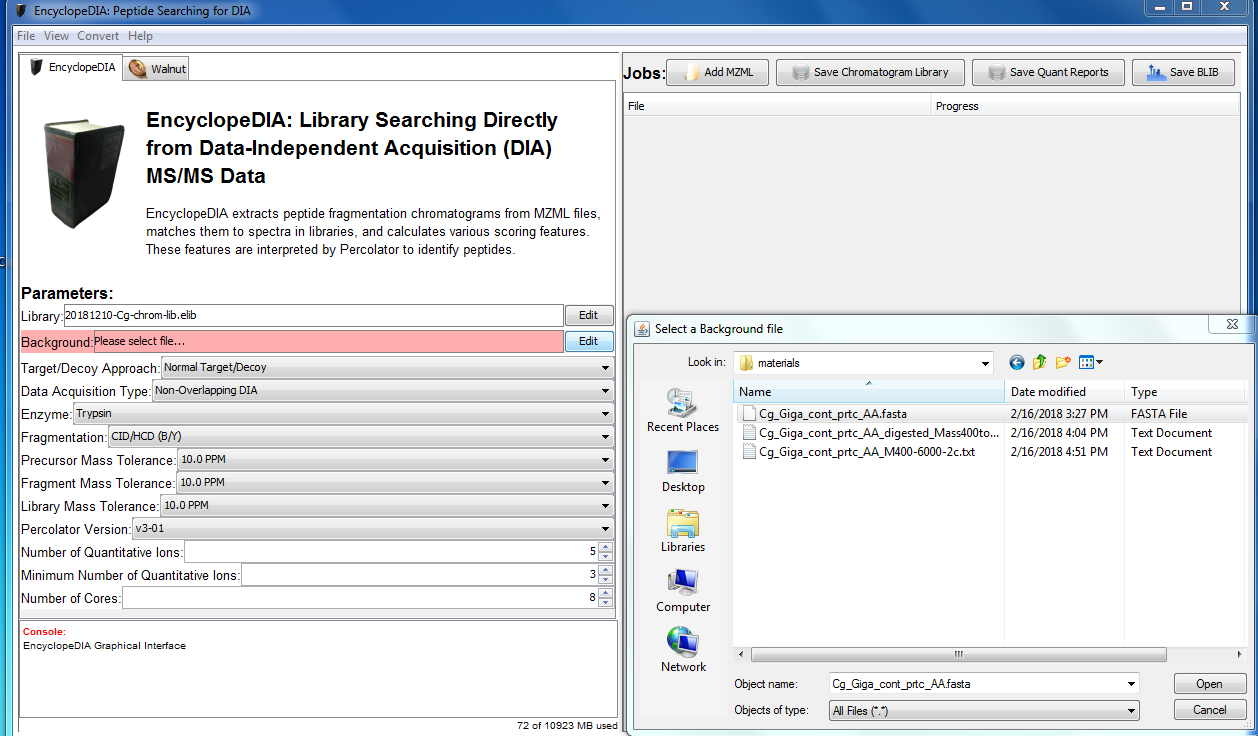 EncyclopeDIA: Peptide Searching for DIA
File View Convert Help
EncyclopeDIA Walnut
EncyclopeDIA: Library Searching Directly
from Data-Independent Acquisition (DIA)
MS/MS Data
EncyclopeDIA extracts peptide fragmentation chromatograms from MZML files,
matches them to spectra in libraries, and calculates various scoring features.
These features are interpreted by Percolator to identify peptides.
Parameters:
Library: 20181210-Cg-chrom-lib.elib Edit
Background: Please select file... Edit
Target/Decoy Approach: Normal Target/Decoy
Data Acquisition Type: Non-Overlapping DIA
Enzyme: Trypsin
Fragmentation: CID/HCD (B/Y)
Precursor Mass Tolerance: 10.0 PPM
Fragment Mass Tolerance: 10.0 PPM
Library Mass Tolerance: 10.0 PPM
Percolator Version: v3-01
Number of Quantitative Ions: 5
Minimum Number of Quantitative Ions: 3
Number of Cores: 8
Console:
EncyclopeDIA Graphical Interface
72 of 10923 MB used
Jobs: Add MZML Save Chromatogram Library Save Quant Reports Save BLIB
File Progress
Select a Background file
Look in: materials
Recent Places
Desktop
Libraries
Computer
Network
Name Date modified Type
Cg_Giga_cont_prtc_AA.fasta 2/16/2018 3:27 PM FASTA File
Cg_Giga_cont_prtc_AA_digested_Mass400to... 2/16/2018 4:04 PM Text Document
Cg_Giga_cont_prtc_AA_M400-6000-2c.txt 2/16/2018 4:51 PM Text Document
Object name: Cg_Giga_cont_prtc_AA.fasta Open
Objects of type: All Files (*.*) Cancel